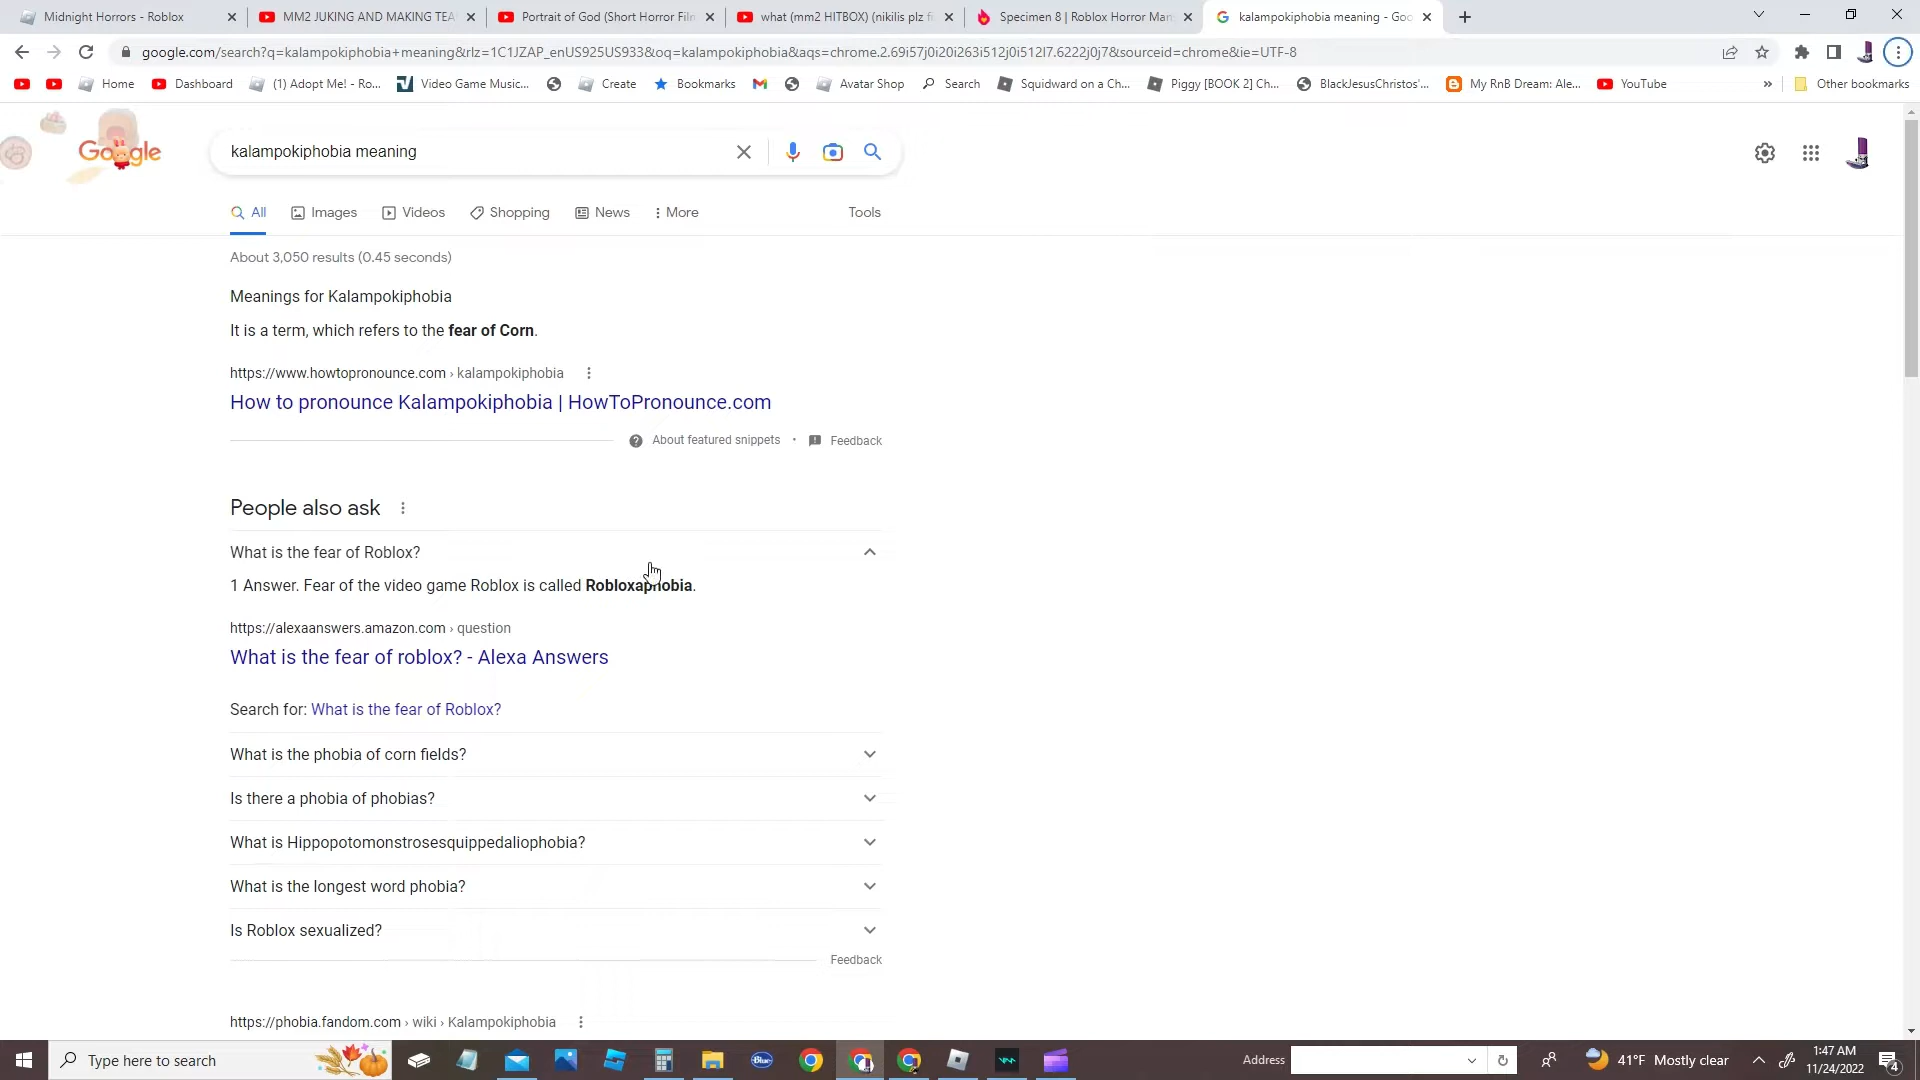 Midnight Horrors - Roblox
MM2 JUKING AND MAKING TEA
Portrait of God (Short Horror Film
what (mm2 HITBOX) (nikilis plz fi
Specimen 8 | Roblox Horror Man
kalampokiphobia meaning - Goo
google.com/search?q=kalampokiphobia+meaning&rlz=1C1JZAP_enUS925US933&oq=kalampokiphobia&aqs=chrome.2.69i57j0i20i263i512j0i512l7.6222j0j7&sourceid=chrome&ie=UTF-8
Home
Dashboard
(1) Adopt Me! - Ro...
Video Game Music...
Create
Bookmarks
Avatar Shop
Search
Squidward on a Ch...
Piggy [BOOK 2] Ch...
BlackJesusChristos'...
My RnB Dream: Ale...
YouTube
»
Other bookmarks
Google
kalampokiphobia meaning
All
Images
Videos
Shopping
News
More
Tools
About 3,050 results (0.45 seconds)
Meanings for Kalampokiphobia
It is a term, which refers to the fear of Corn.
https://www.howtopronounce.com › kalampokiphobia
How to pronounce Kalampokiphobia | HowToPronounce.com
About featured snippets • Feedback
People also ask
What is the fear of Roblox?
1 Answer. Fear of the video game Roblox is called Robloxaphobia.
https://alexaanswers.amazon.com › question
What is the fear of roblox? - Alexa Answers
Search for: What is the fear of Roblox?
What is the phobia of corn fields?
Is there a phobia of phobias?
What is Hippopotomonstrosesquippedaliophobia?
What is the longest word phobia?
Is Roblox sexualized?
Feedback
https://phobia.fandom.com › wiki › Kalampokiphobia
Type here to search
Blue
Address
41°F Mostly clear
1:47 AM
11/24/2022
4